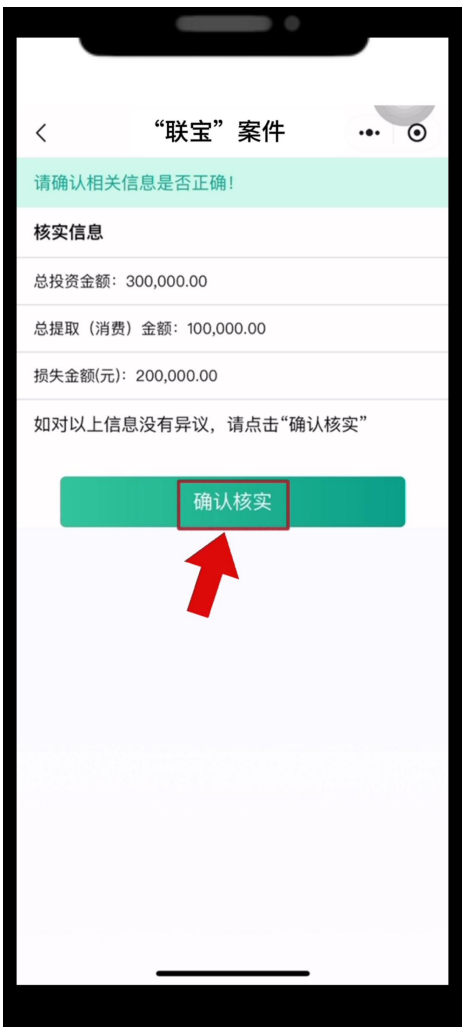 “联宝”案件
请确认相关信息是否正确！
核实信息
总投资金额：300,000.00
总提取（消费）金额：100,000.00
损失金额(元)：200,000.00
如对以上信息没有异议，请点击“确认核实”
确认核实